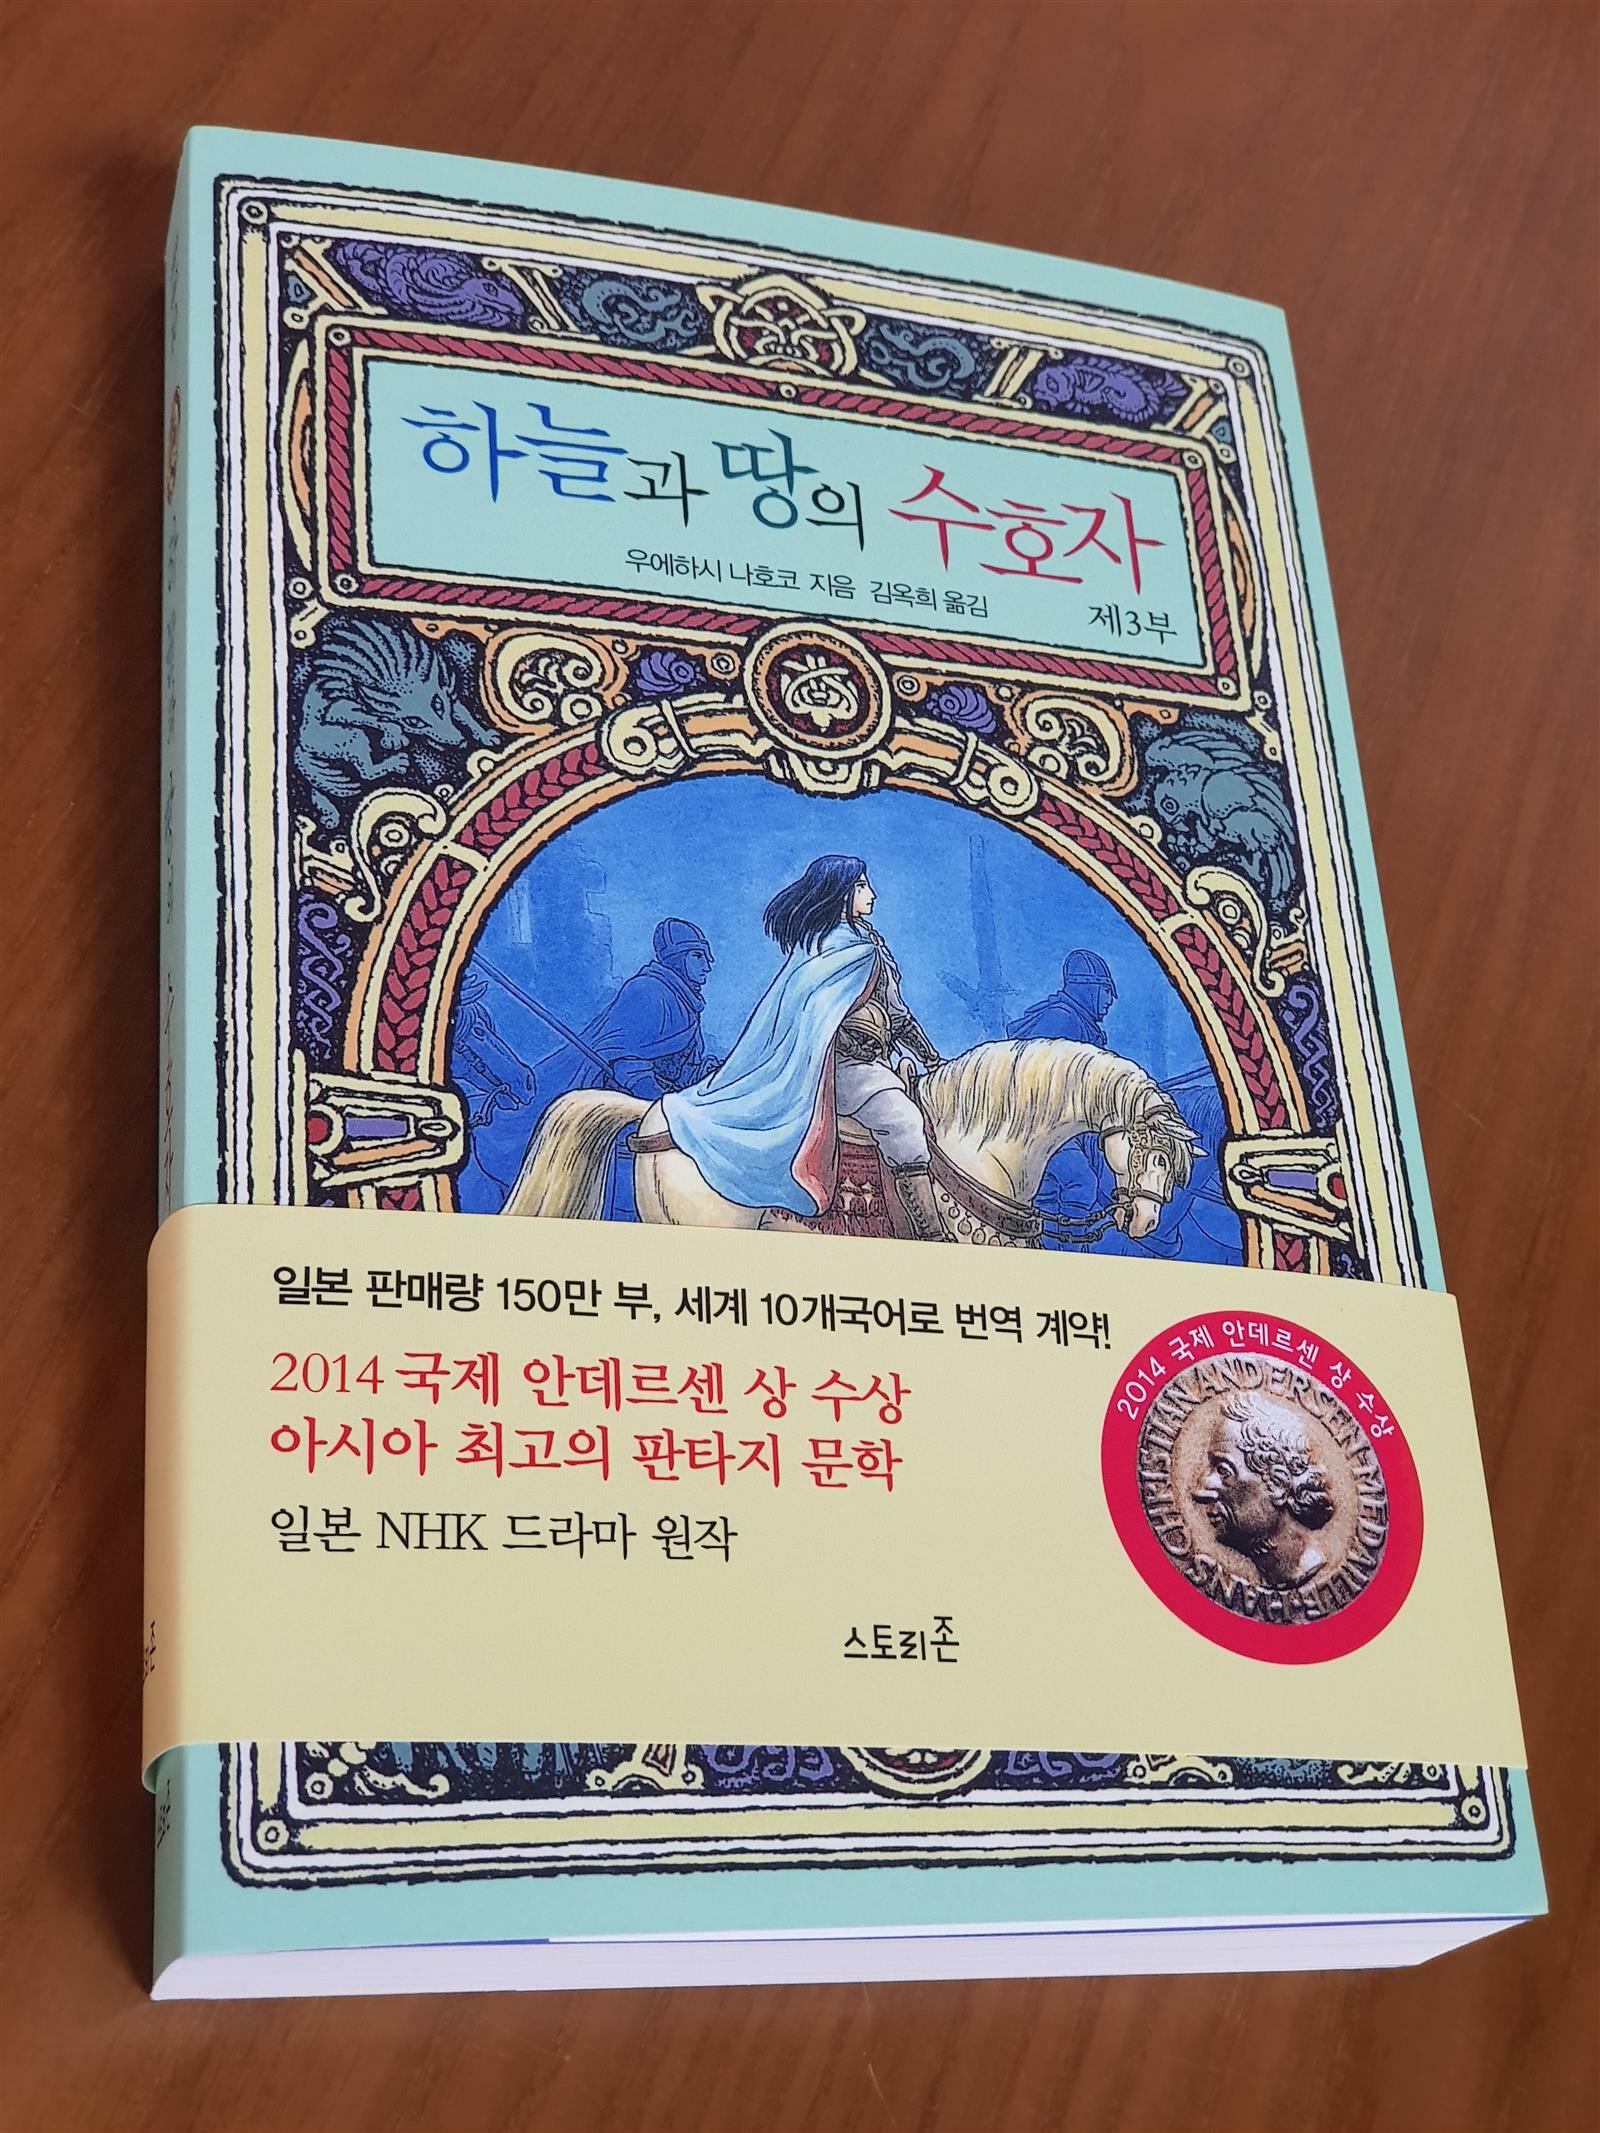 하늘과 땅의 수호자
우에하시 나호코 지음 김옥희 옮김
제3부
일본 판매량 150만 부, 세계 10개국어로 번역 계약!
2014 국제 안데르센 상 수상
아시아 최고의 판타지 문학
일본 NHK 드라마 원작
스토리존
2014 국제 안데르센 상 수상
HANS CHRISTIAN ANDERSEN-MEDAILLE